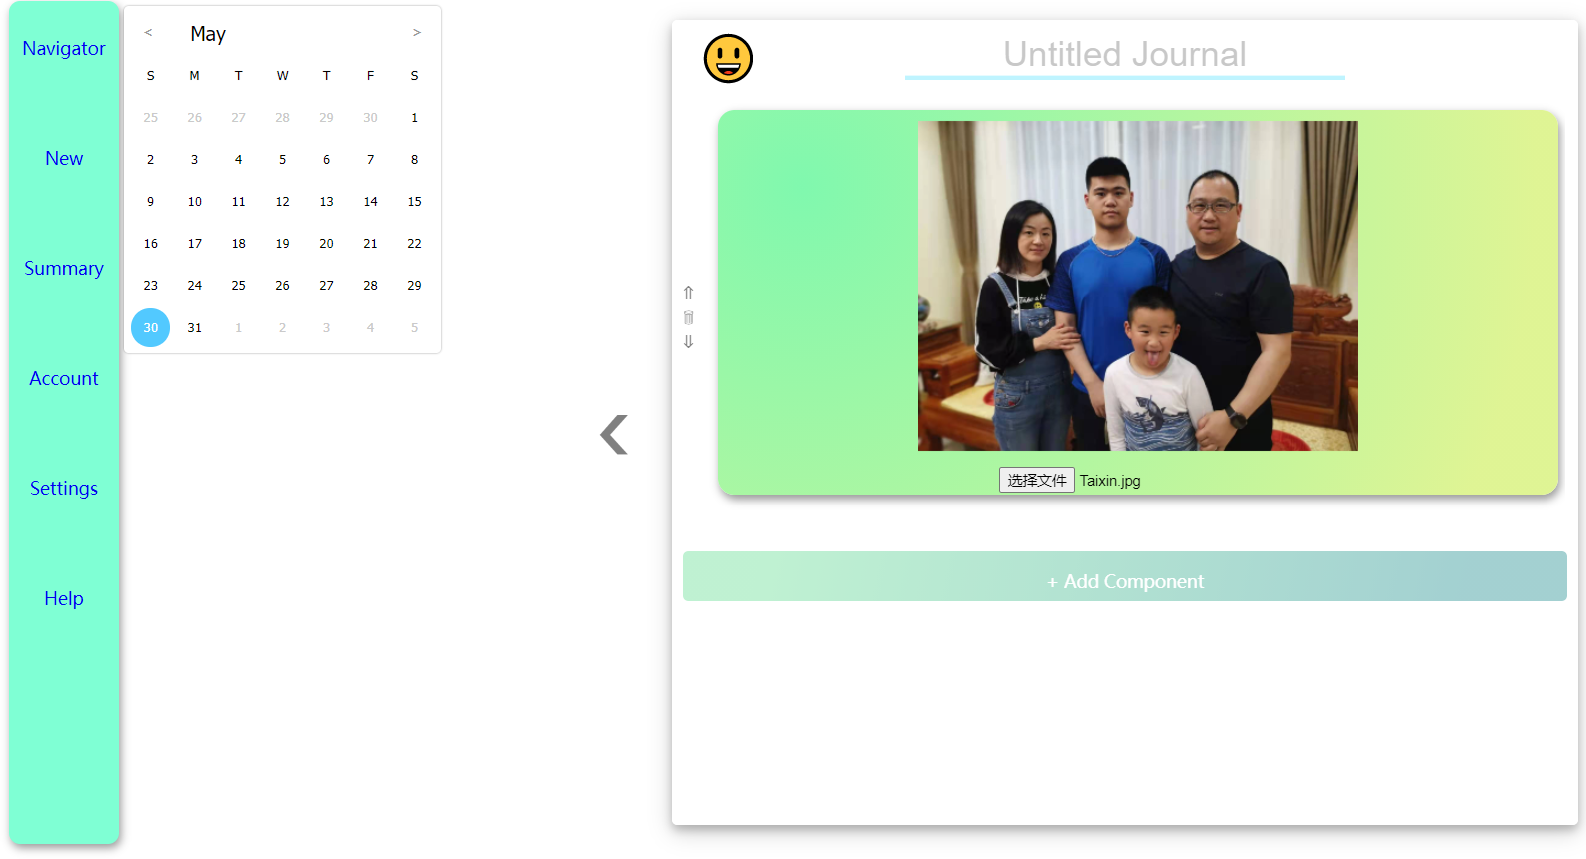 Navigator
New
Summary
Account
Settings
Help
< May >
S M T W T F S
25 26 27 28 29 30 1
2 3 4 5 6 7 8
9 10 11 12 13 14 15
16 17 18 19 20 21 22
23 24 25 26 27 28 29
30 31 1 2 3 4 5
Untitled Journal
选择文件 Taixin.jpg
+ Add Component